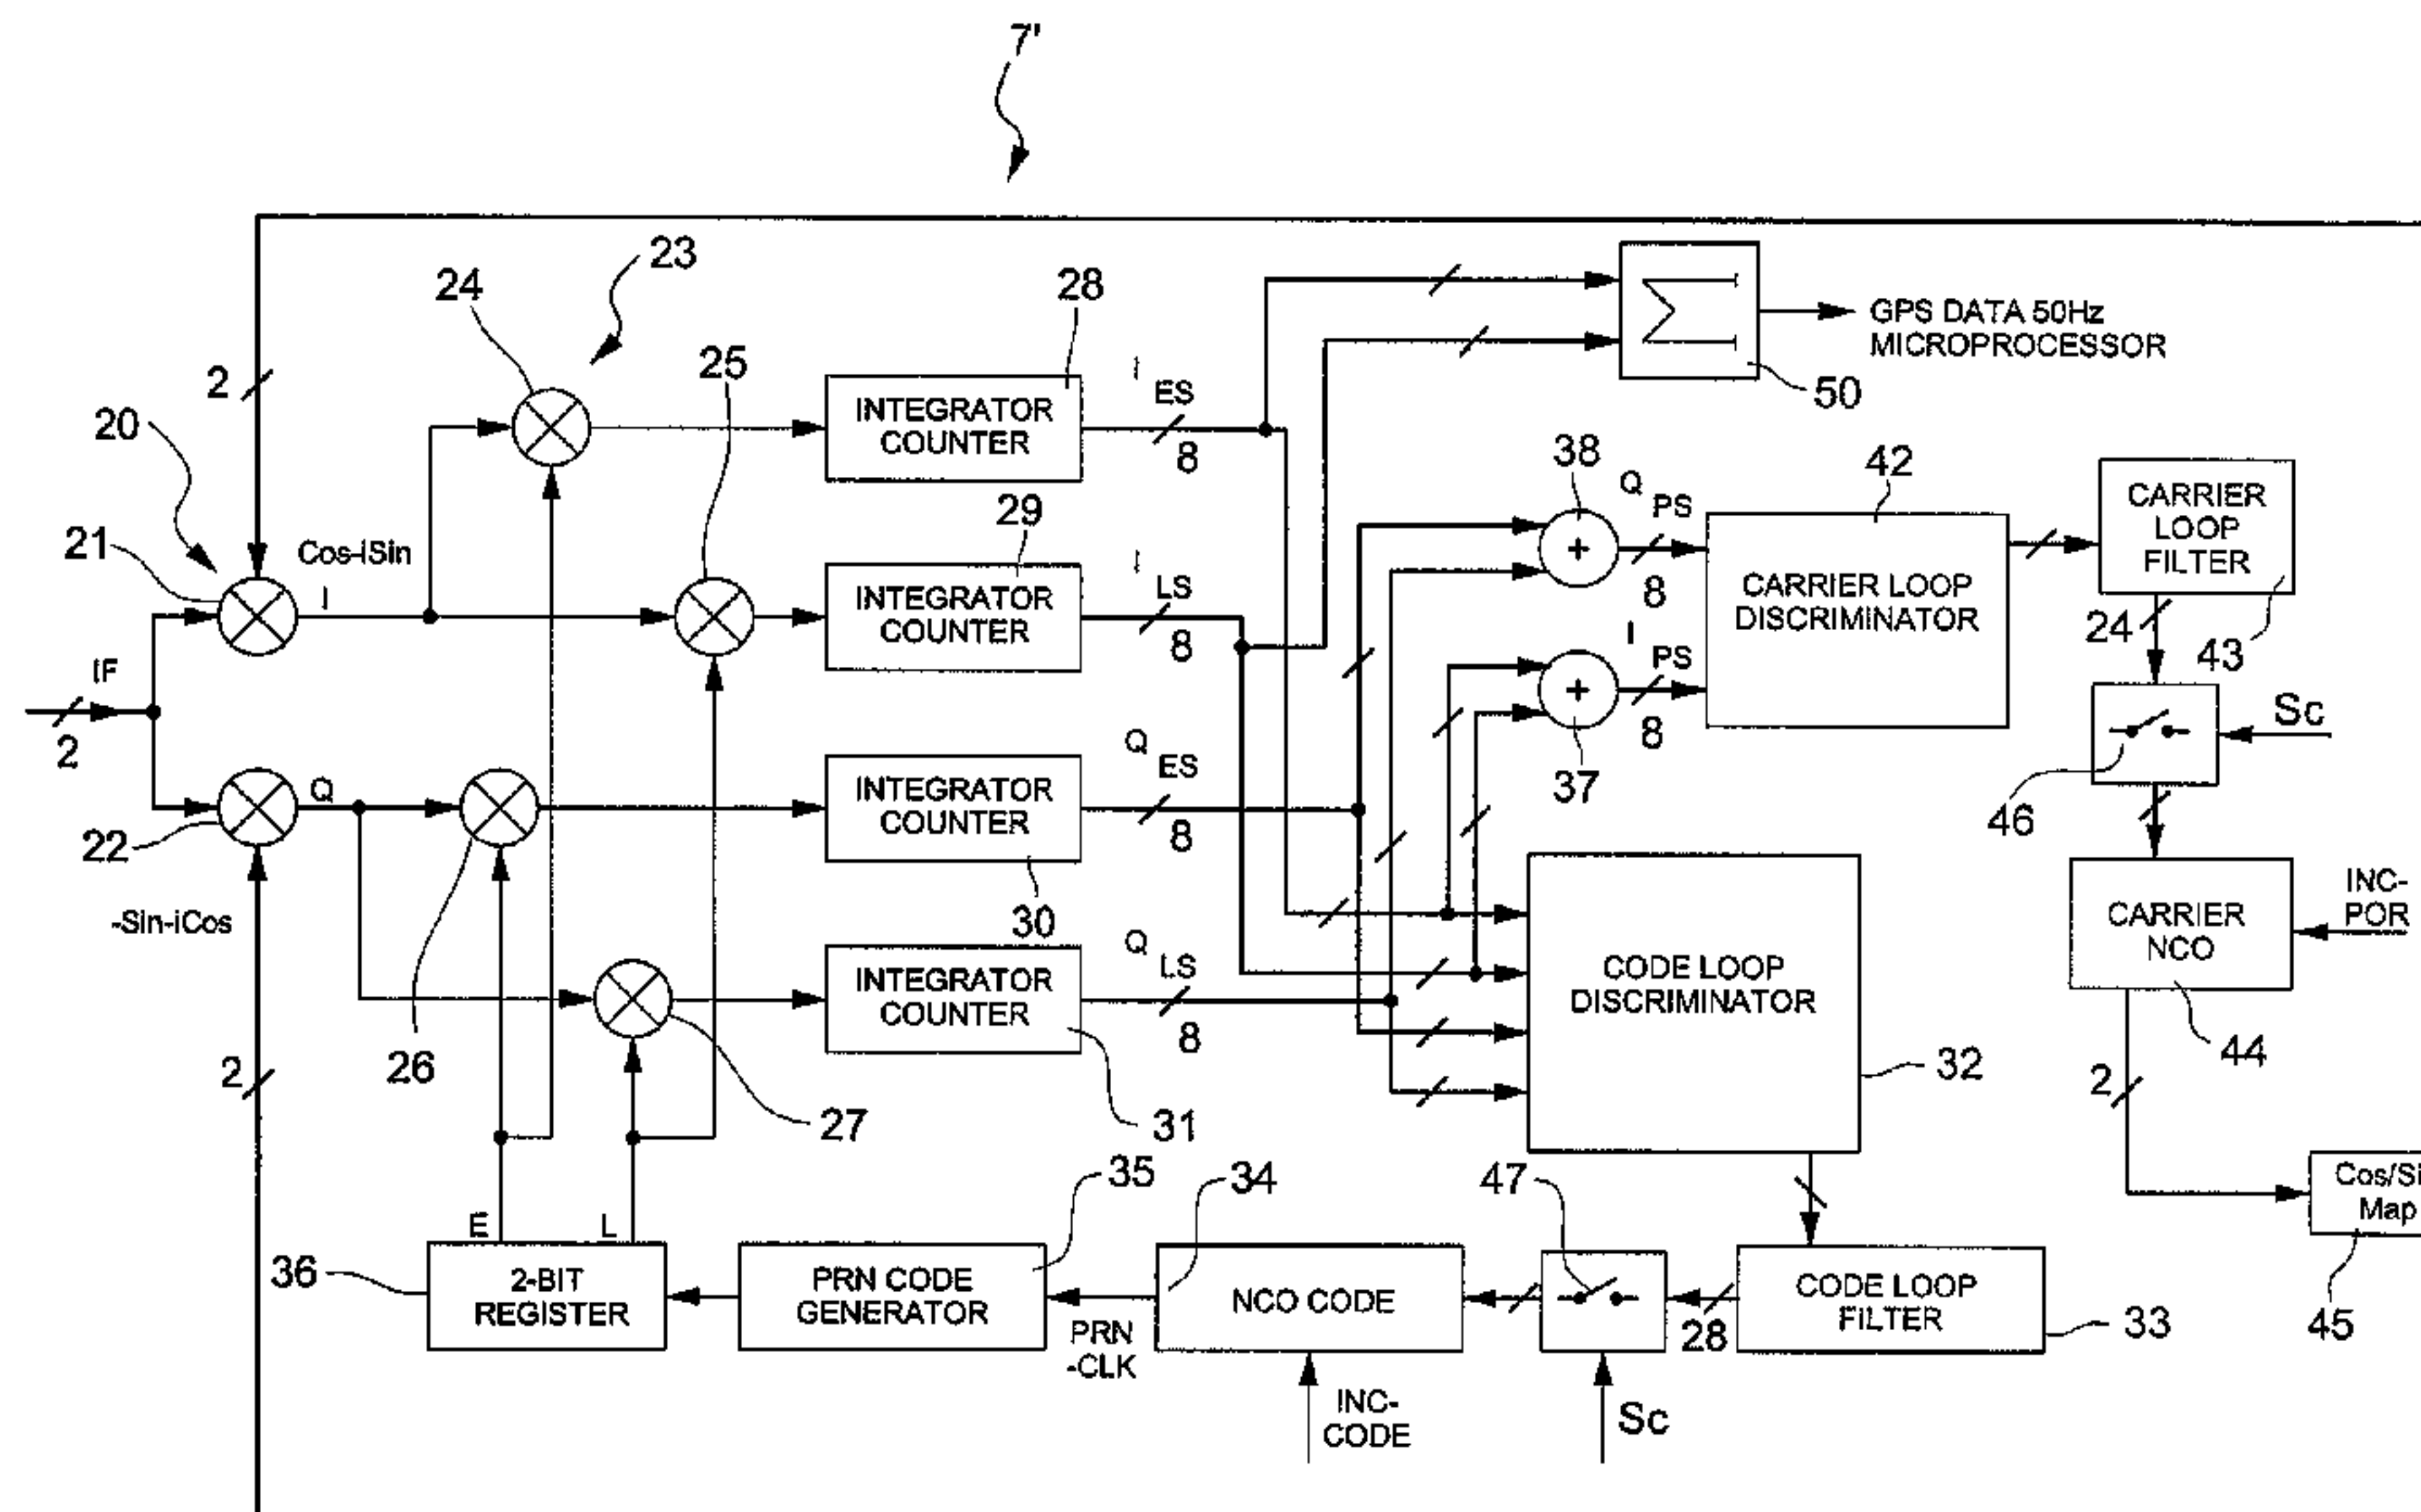 7"
23
24
28
GPS DATA 50Hz
MICROPROCESSOR
2
25
INTEGRATOR
COUNTER
I
ES
8
50
20
38
42
Q
PS
CARRIER
LOOP
FILTER
29
21
Cos-iSin
I
INTEGRATOR
COUNTER
I
LS
8
+
8
CARRIER LOOP
DISCRIMINATOR
24
43
IF
2
I
PS
+
8
37
Sc
46
22
Q
INTEGRATOR
COUNTER
Q
ES
8
30
-Sin-iCos
INC-
POR
CARRIER
NCO
44
INTEGRATOR
COUNTER
Q
LS
8
CODE LOOP
DISCRIMINATOR
32
2
26
2
27
31
35
34
47
Cos/Si
Map
45
E
L
36
2-BIT
REGISTER
PRN CODE
GENERATOR
PRN
-CLK
NCO CODE
28
CODE LOOP
FILTER
33
INC-
CODE
Sc